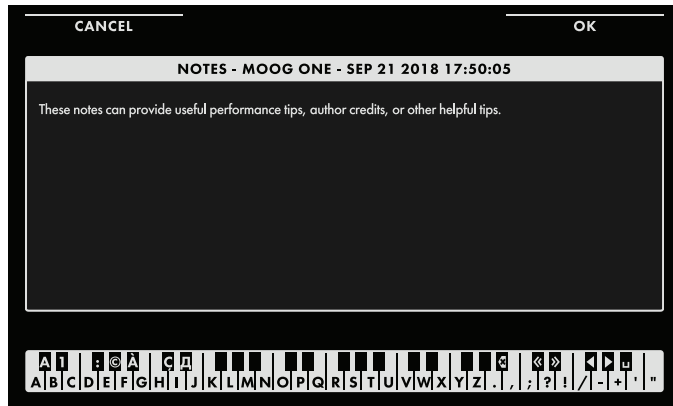 CANCEL OK
NOTES - MOOG ONE - SEP 21 2018 17:50:05
These notes can provide useful performance tips, author credits, or other helpful tips.
A 1 : © À Ç Д « » ◀ ▶ ␣
A B C D E F G H I J K L M N O P Q R S T U V W X Y Z . , ; ? ! / - + ' "